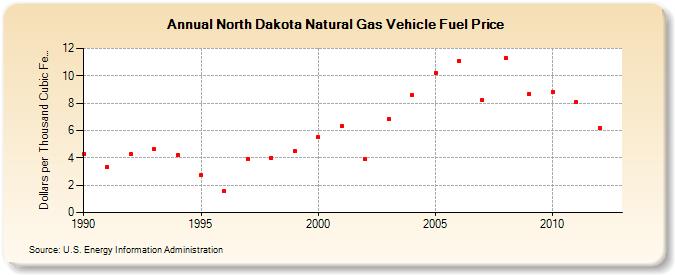 Annual North Dakota Natural Gas Vehicle Fuel Price
Dollars per Thousand Cubic Fe...
12
10
8
6
4
2
0
1990 1995 2000 2005 2010
Source: U.S. Energy Information Administration